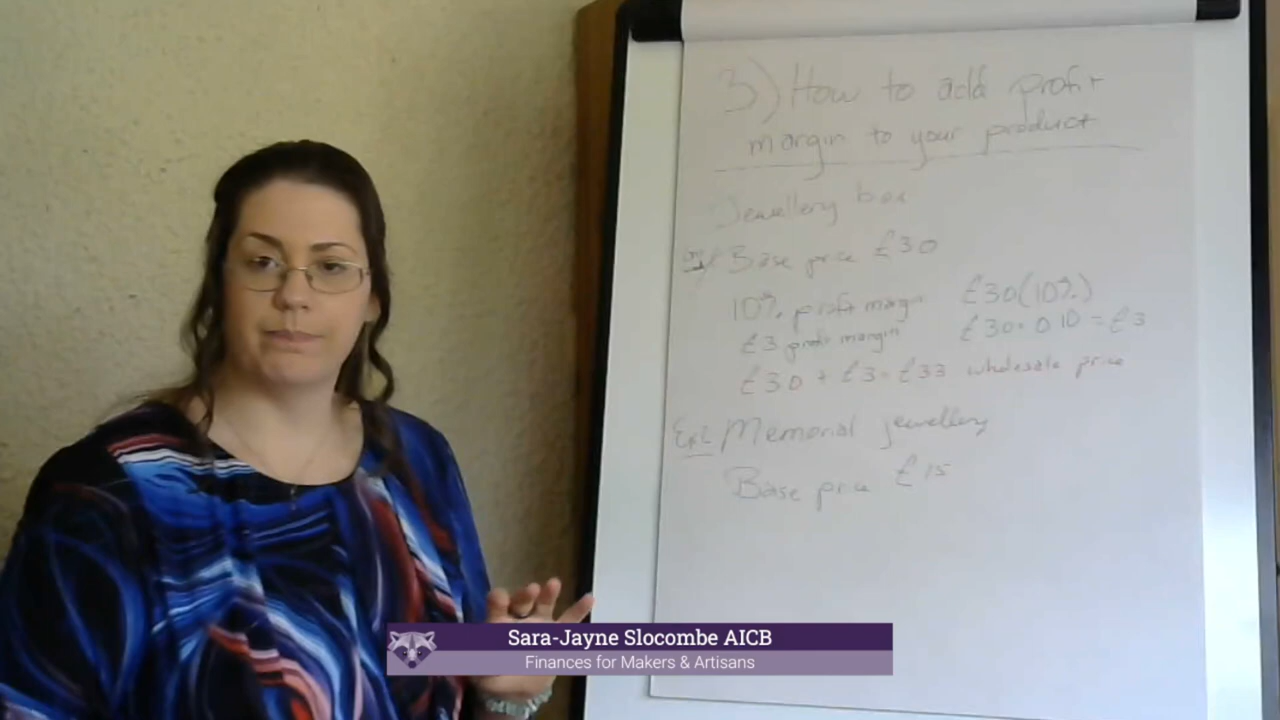 3) How to add profit
margin to your product
Jewellery box
Base price £30
10% profit margin £30(10%)
£3 profit margin £30 × 0.10 = £3
£30 + £3 = £33 wholesale price
Ex2 Memorial jewellery
Base price £15
Sara-Jayne Slocombe AICB
Finances for Makers & Artisans